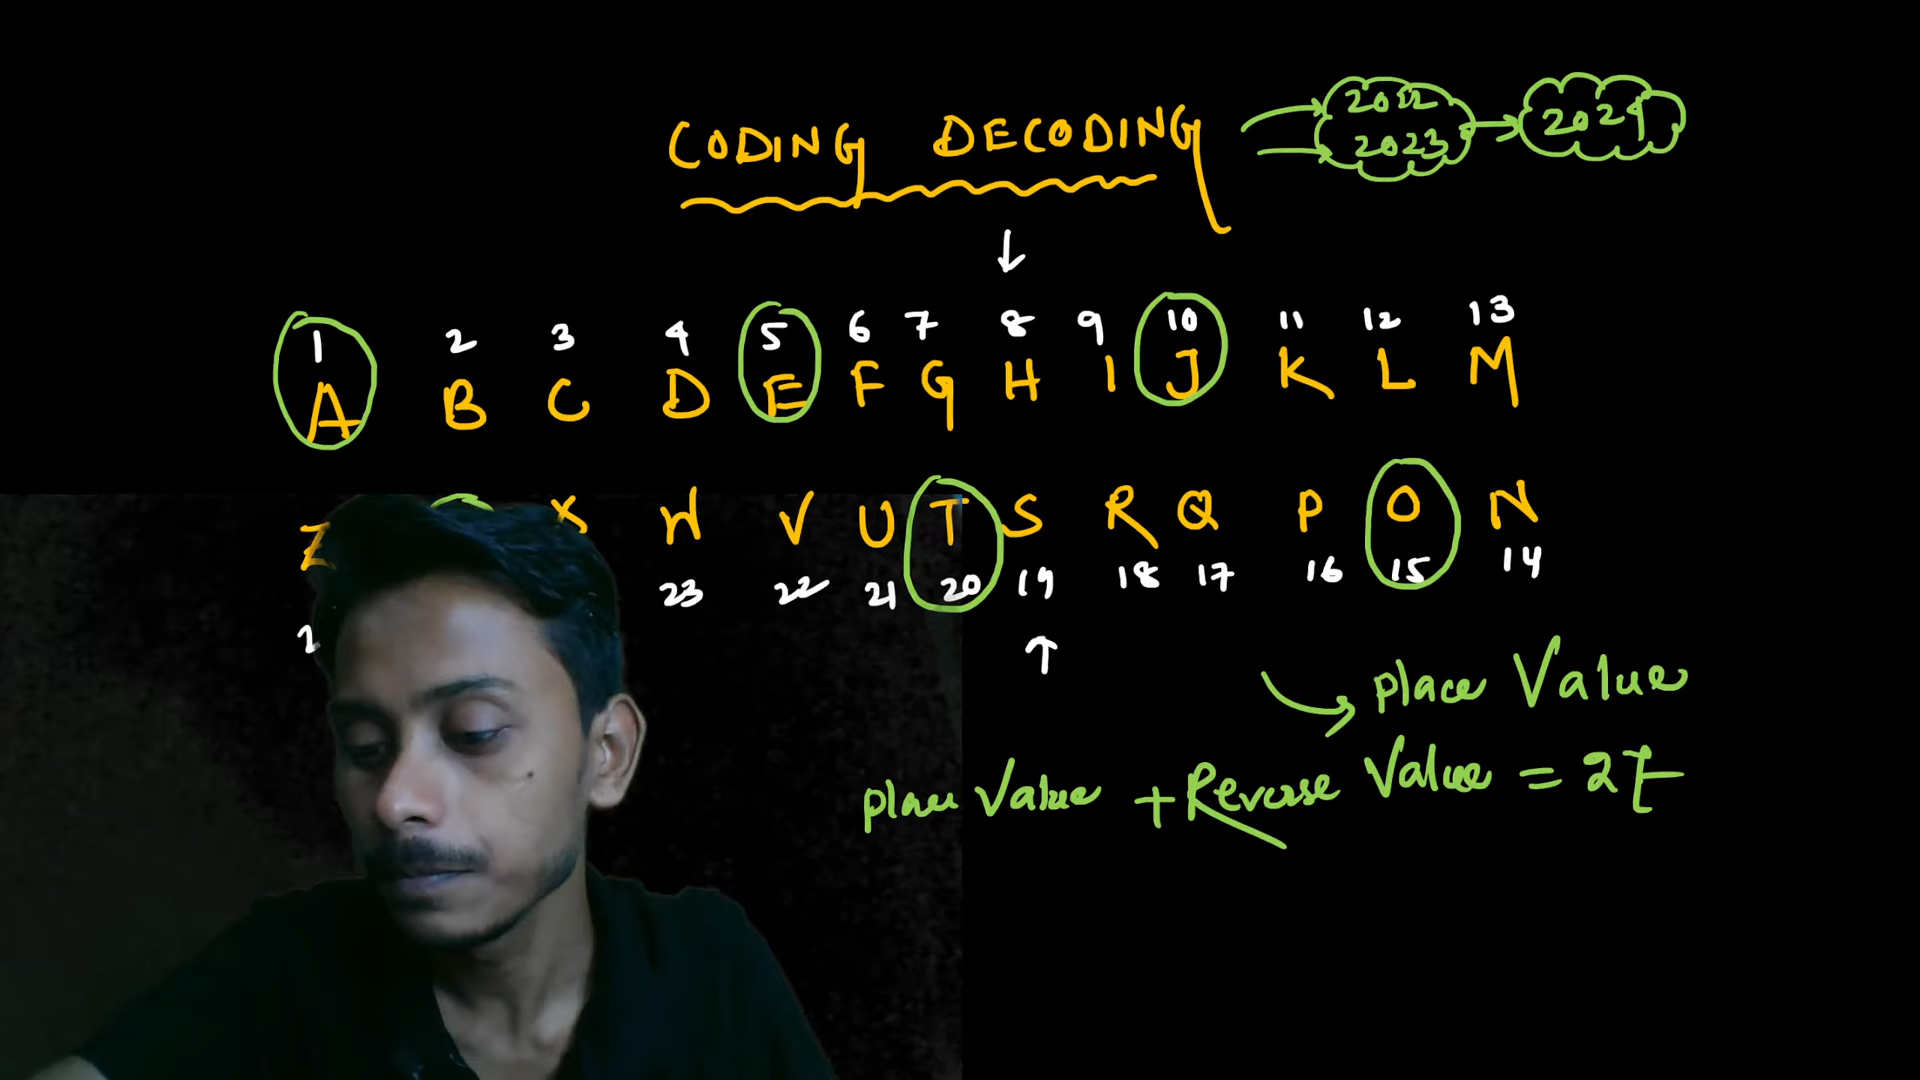 CODING DECODING
2022
2023
2024
1 2 3 4 5 6 7 8 9 10 11 12 13
A B C D E F G H I J K L M
Z X W V U T S R Q P O N
2 23 22 21 20 19 18 17 16 15 14
place Value
place Value + Reverse Value = 27